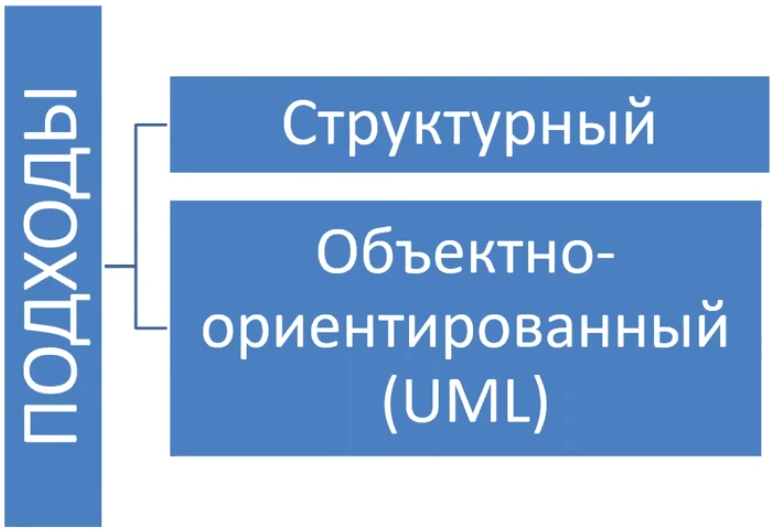 ПОДХОДЫ
Структурный
Объектно-
ориентированный
(UML)